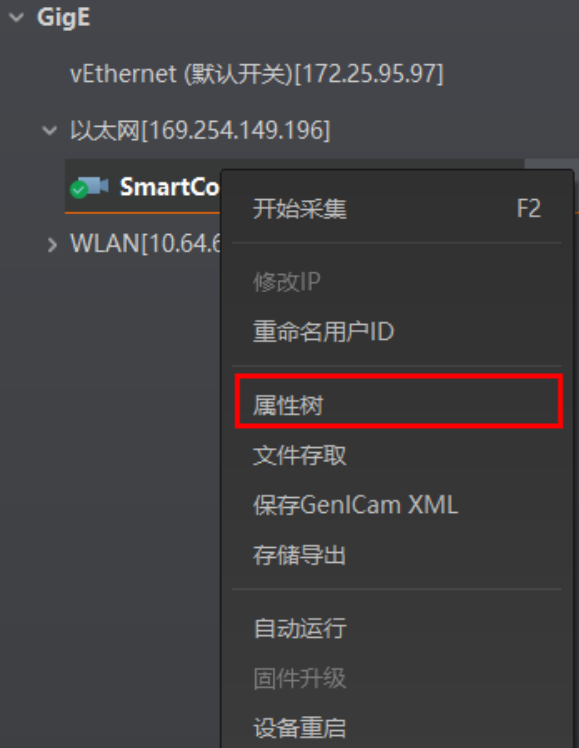 GigE
vEthernet (默认开关)[172.25.95.97]
以太网[169.254.149.196]
SmartCo
WLAN[10.64.6
开始采集 F2
修改IP
重命名用户ID
属性树
文件存取
保存GenICam XML
存储导出
自动运行
固件升级
设备重启